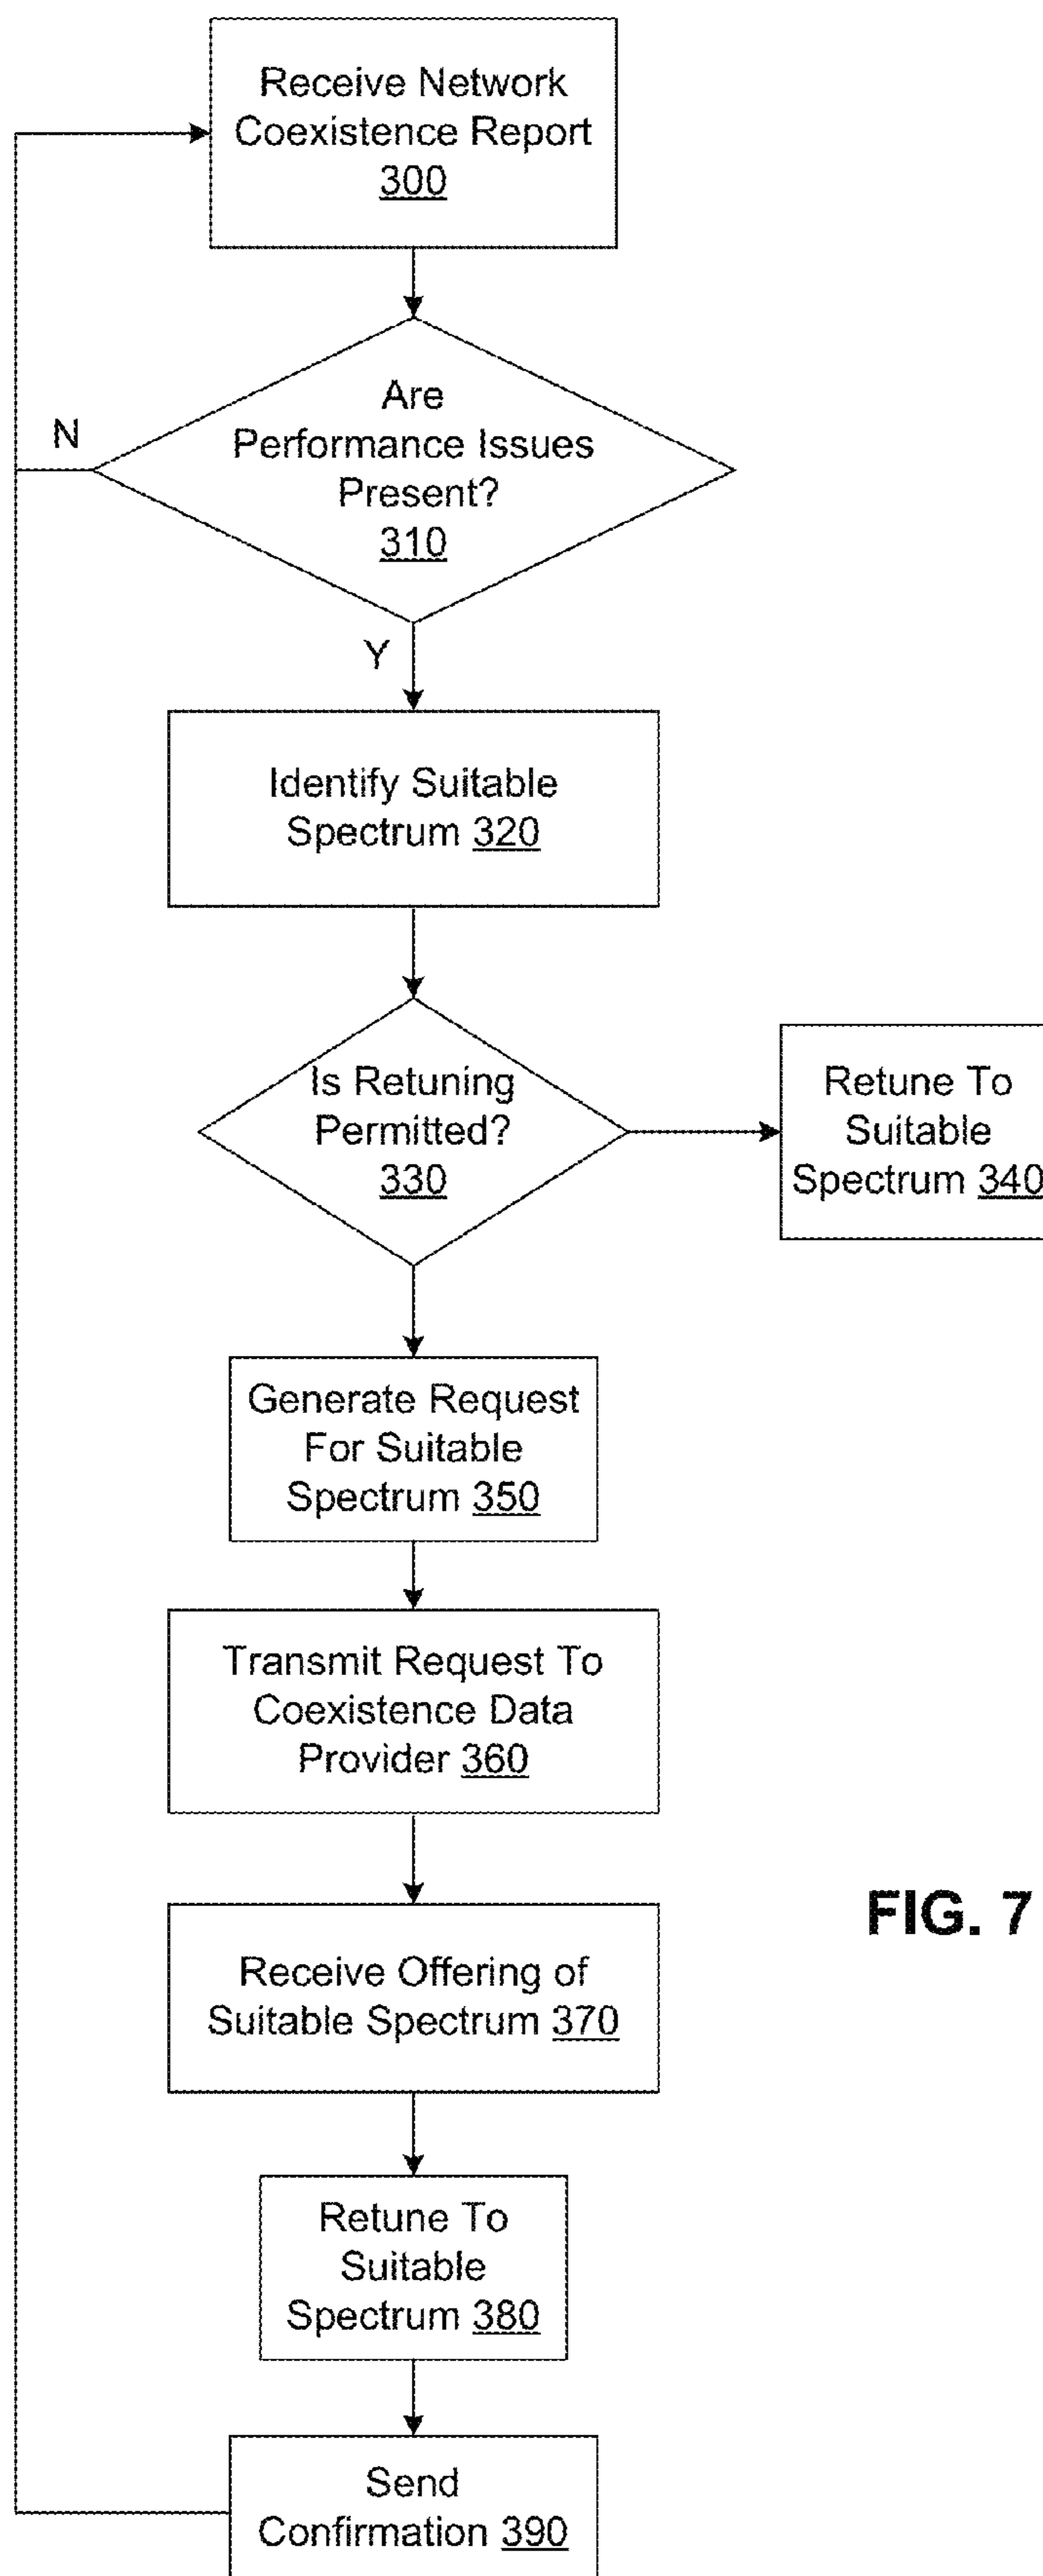 Receive Network
Coexistence Report
300
Are
Performance Issues
Present?
310
N
Y
Identify Suitable
Spectrum 320
Is Retuning
Permitted?
330
Retune To
Suitable
Spectrum 340
Generate Request
For Suitable
Spectrum 350
Transmit Request To
Coexistence Data
Provider 360
Receive Offering of
Suitable Spectrum 370
FIG. 7
Retune To
Suitable
Spectrum 380
Send
Confirmation 390